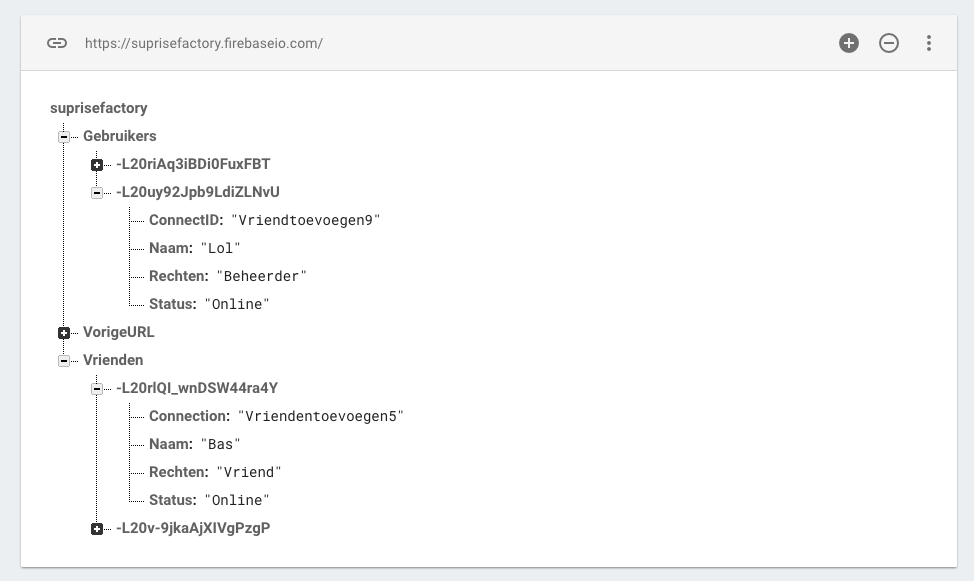 https://suprisefactory.firebaseio.com/
suprisefactory
Gebruikers
-L20riAq3iBDi0FuxFBT
-L20uy92Jpb9LdiZLNvU
ConnectID: "Vriendtoevoegen9"
Naam: "Lol"
Rechten: "Beheerder"
Status: "Online"
VorigeURL
Vrienden
-L20rlQI_wnDSW44ra4Y
Connection: "Vriendentoevoegen5"
Naam: "Bas"
Rechten: "Vriend"
Status: "Online"
-L20v-9jkaAjXIVgPzgP